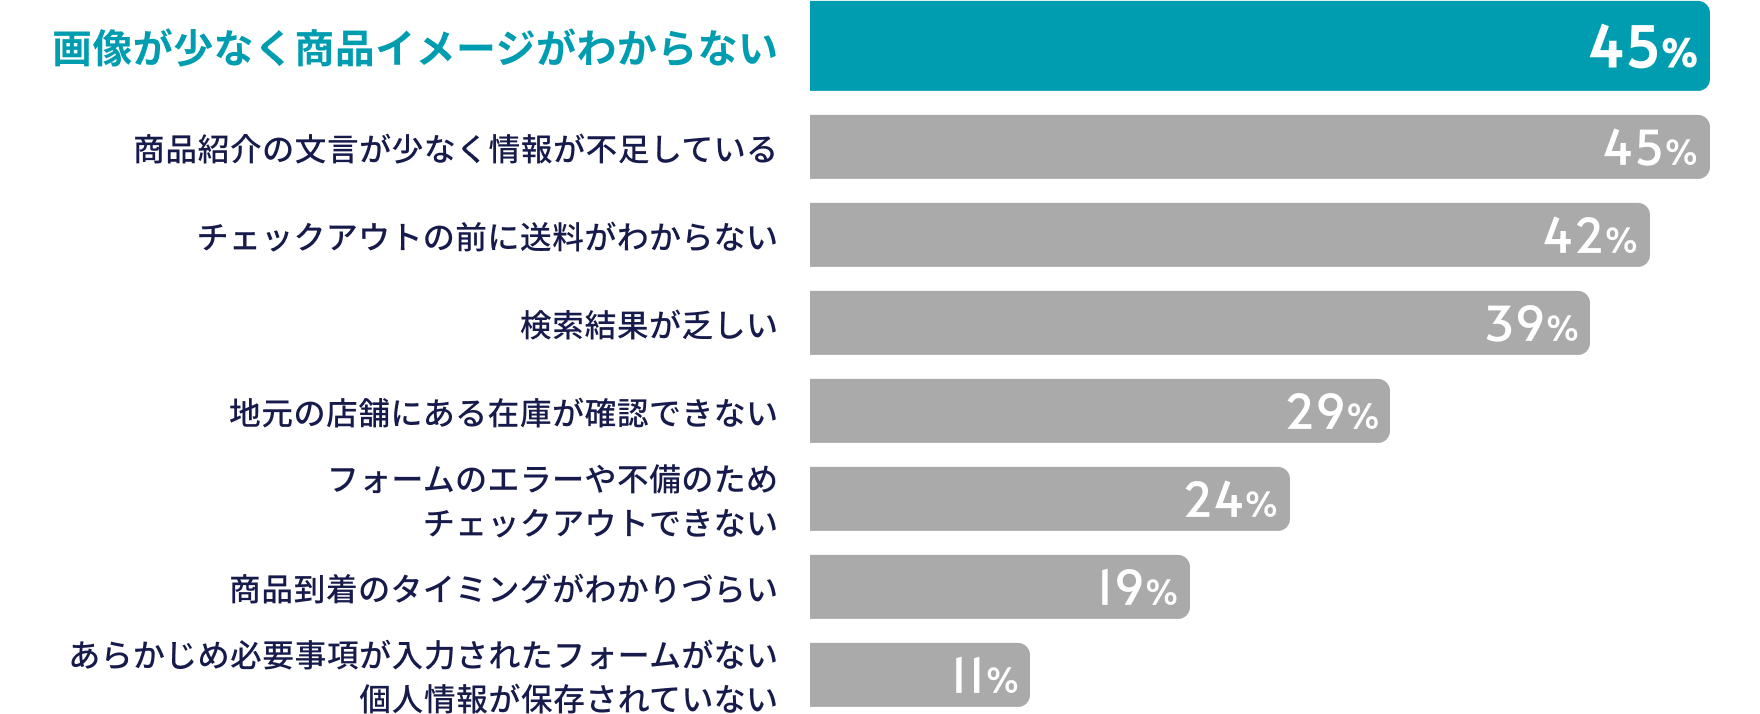 画像が少なく商品イメージがわからない
45%
商品紹介の文言が少なく情報が不足している
45%
チェックアウトの前に送料がわからない
42%
検索結果が乏しい
39%
地元の店舗にある在庫が確認できない
29%
フォームのエラーや不備のため
チェックアウトできない
24%
商品到着のタイミングがわかりづらい
19%
あらかじめ必要事項が入力されたフォームがない
個人情報が保存されていない
11%